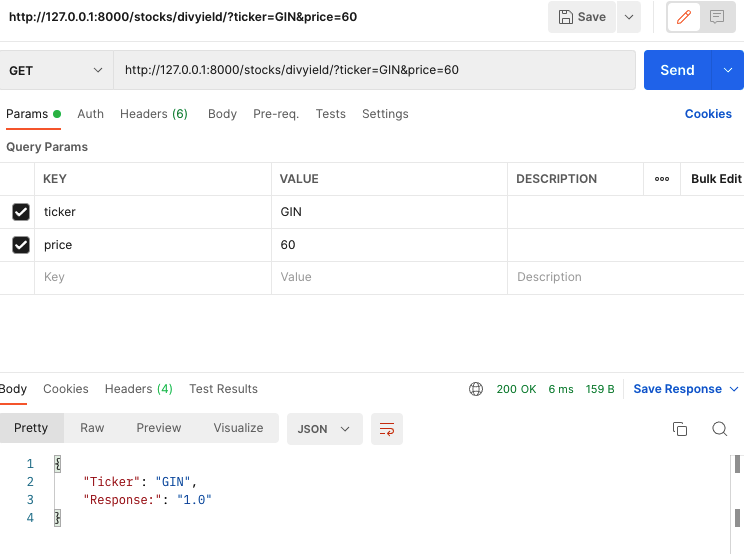 http://127.0.0.1:8000/stocks/divyield/?ticker=GIN&price=60 Save
GET http://127.0.0.1:8000/stocks/divyield/?ticker=GIN&price=60 Send
Params Auth Headers (6) Body Pre-req. Tests Settings Cookies
Query Params
KEY VALUE DESCRIPTION ooo Bulk Edit
ticker GIN
price 60
Key Value Description
Body Cookies Headers (4) Test Results 200 OK 6 ms 159 B Save Response
Pretty Raw Preview Visualize JSON
1 {
2 "Ticker": "GIN",
3 "Response:": "1.0"
4 }